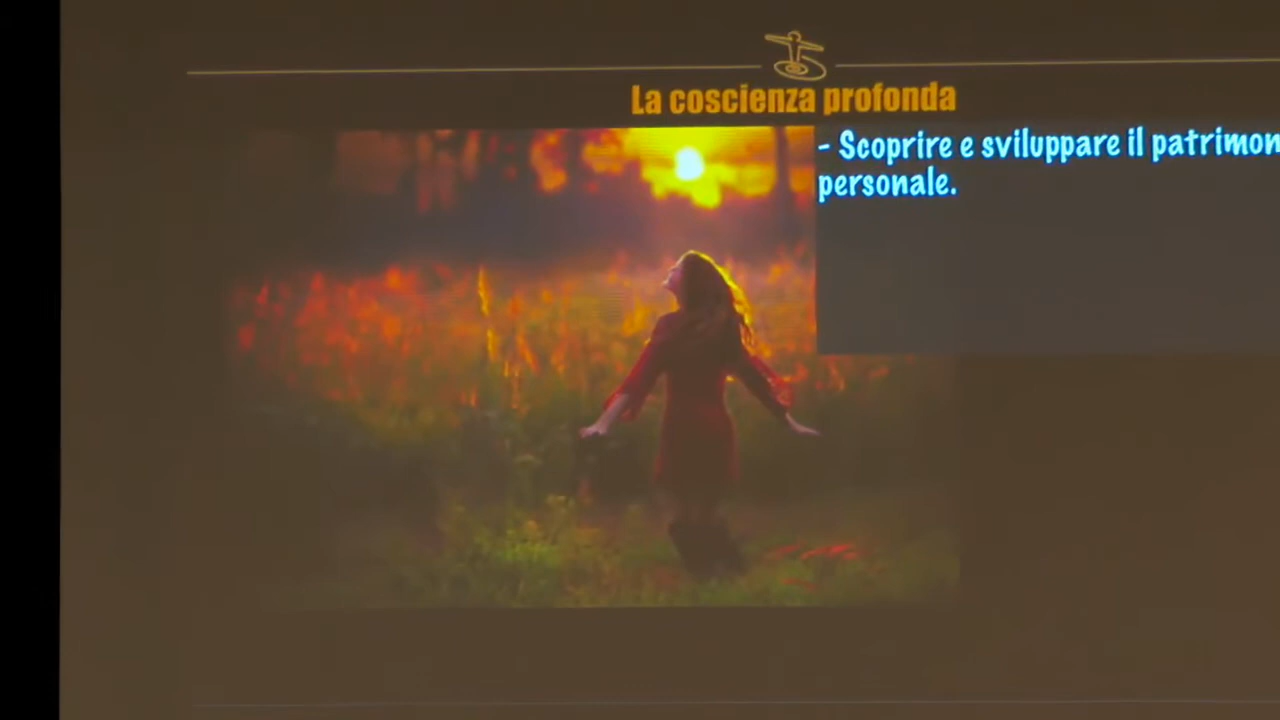 La coscienza profonda
- Scoprire e sviluppare il patrimon
personale.